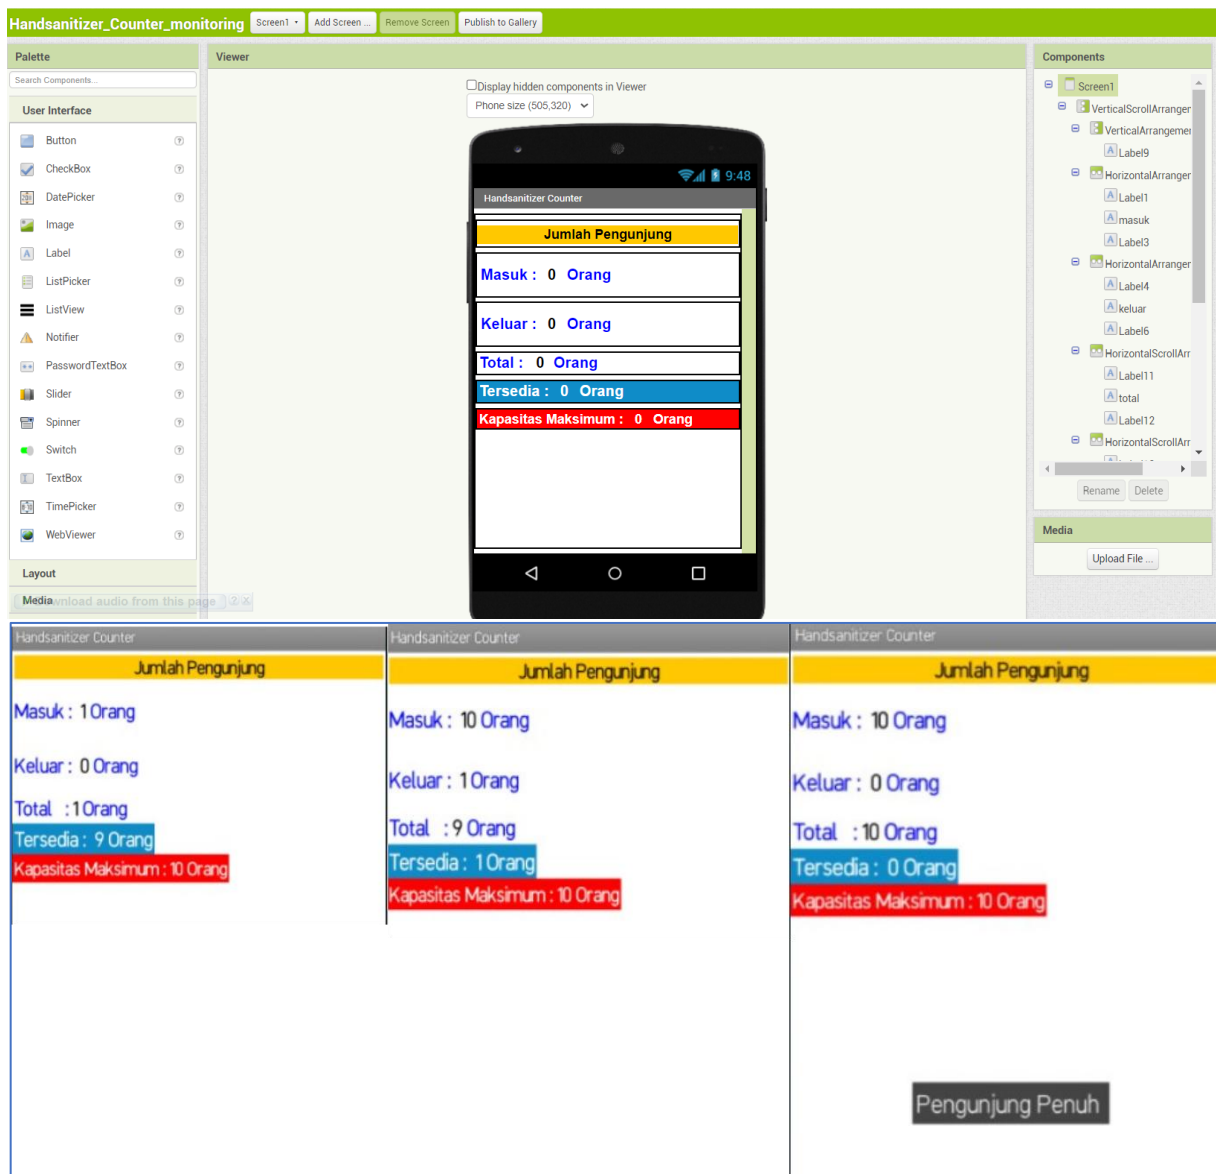 Handsanitizer_Counter_monitoring Screen1 Add Screen ... Remove Screen Publish to Gallery
Palette
Search Components...
User Interface
Button
CheckBox
DatePicker
Image
Label
ListPicker
ListView
Notifier
PasswordTextBox
Slider
Spinner
Switch
TextBox
TimePicker
WebViewer
Layout
Media
Download audio from this page
Viewer
Display hidden components in Viewer
Phone size (505,320)
9:48
Handsanitizer Counter
Jumlah Pengunjung
Masuk : 0 Orang
Keluar : 0 Orang
Total : 0 Orang
Tersedia : 0 Orang
Kapasitas Maksimum : 0 Orang
Components
Screen1
VerticalScrollArranger
VerticalArrangemer
Label9
HorizontalArranger
Label1
masuk
Label3
HorizontalArranger
Label4
keluar
Label6
HorizontalScrollArr
Label11
total
Label12
HorizontalScrollArr
Rename Delete
Media
Upload File ...
Handsanitizer Counter
Jumlah Pengunjung
Masuk : 1 Orang
Keluar : 0 Orang
Total : 1 Orang
Tersedia : 9 Orang
Kapasitas Maksimum : 10 Orang
Handsanitizer Counter
Jumlah Pengunjung
Masuk : 10 Orang
Keluar : 1 Orang
Total : 9 Orang
Tersedia : 1 Orang
Kapasitas Maksimum : 10 Orang
Handsanitizer Counter
Jumlah Pengunjung
Masuk : 10 Orang
Keluar : 0 Orang
Total : 10 Orang
Tersedia : 0 Orang
Kapasitas Maksimum : 10 Orang
Pengunjung Penuh